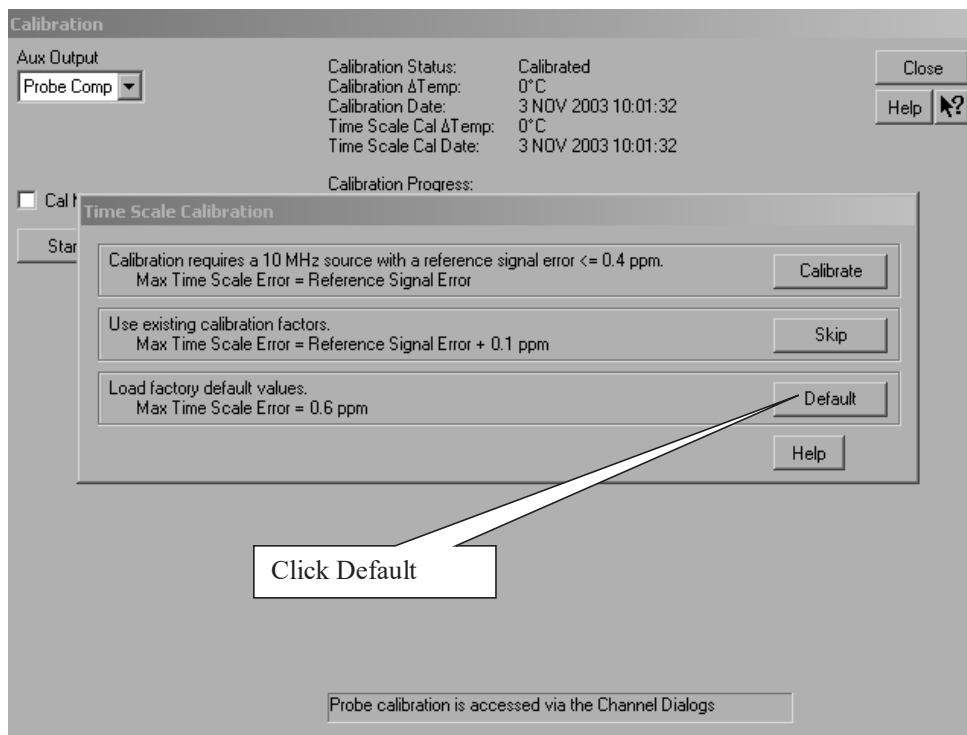 Calibration
Aux Output
Probe Comp
Calibration Status: Calibrated
Calibration ΔTemp: 0°C
Calibration Date: 3 NOV 2003 10:01:32
Time Scale Cal ΔTemp: 0°C
Time Scale Cal Date: 3 NOV 2003 10:01:32
Calibration Progress:
Close
Help
Cal
Time Scale Calibration
Calibration requires a 10 MHz source with a reference signal error <= 0.4 ppm.
Max Time Scale Error = Reference Signal Error
Calibrate
Use existing calibration factors.
Max Time Scale Error = Reference Signal Error + 0.1 ppm
Skip
Load factory default values.
Max Time Scale Error = 0.6 ppm
Default
Help
Click Default
Probe calibration is accessed via the Channel Dialogs